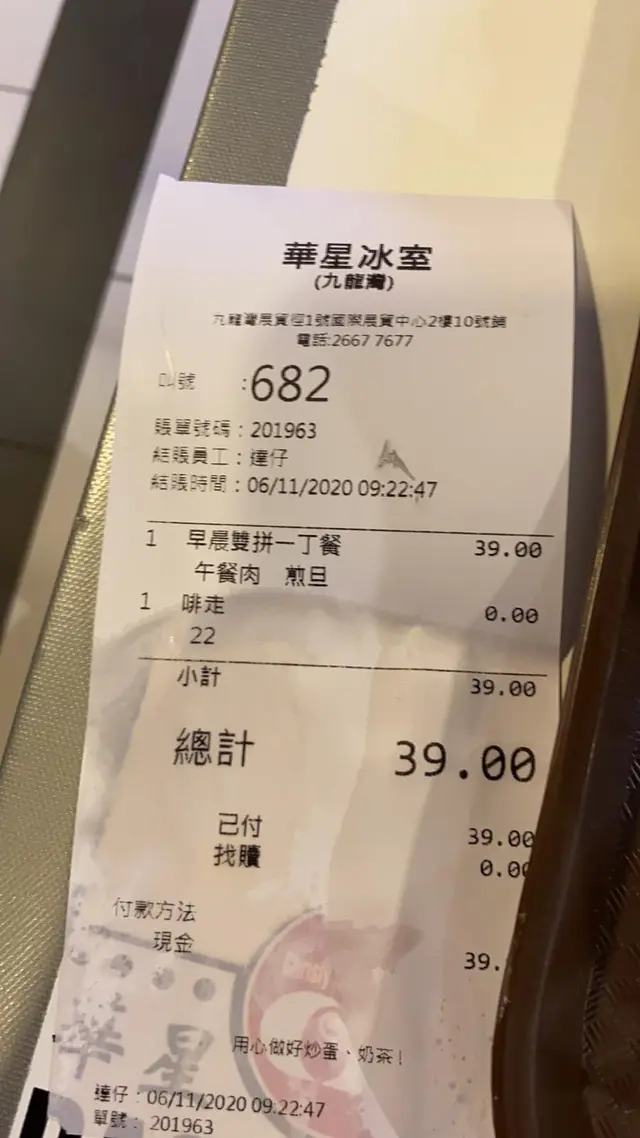 華星冰室
(九龍灣)
九龍灣展貿徑1號國際展貿中心2樓10號鋪
電話:2667 7677
叫號 :682
賬單號碼：201963
結賬員工：達仔
結賬時間：06/11/2020 09:22:47
1 早晨雙拼一丁餐 39.00
午餐肉 煎旦
1 啡走 0.00
22
小計 39.00
總計 39.00
已付 39.00
找贖 0.00
付款方法
現金 39.
華星
用心做好炒蛋、奶茶！
達仔：06/11/2020 09:22:47
單號：201963